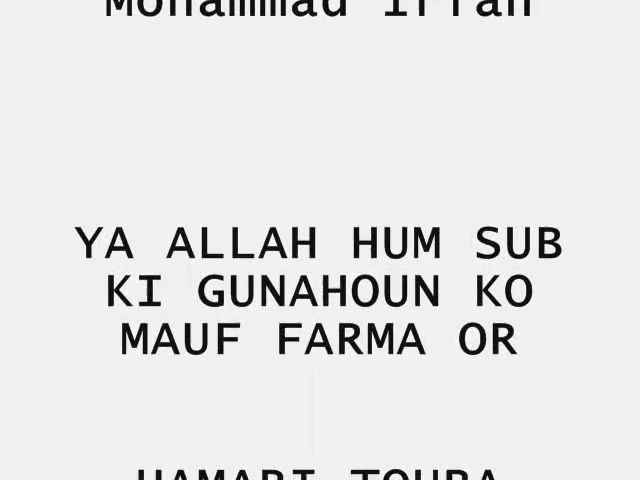 Mohammad Irfan
YA ALLAH HUM SUB
KI GUNAHOUN KO
MAUF FARMA OR
HAMARI TOUBA